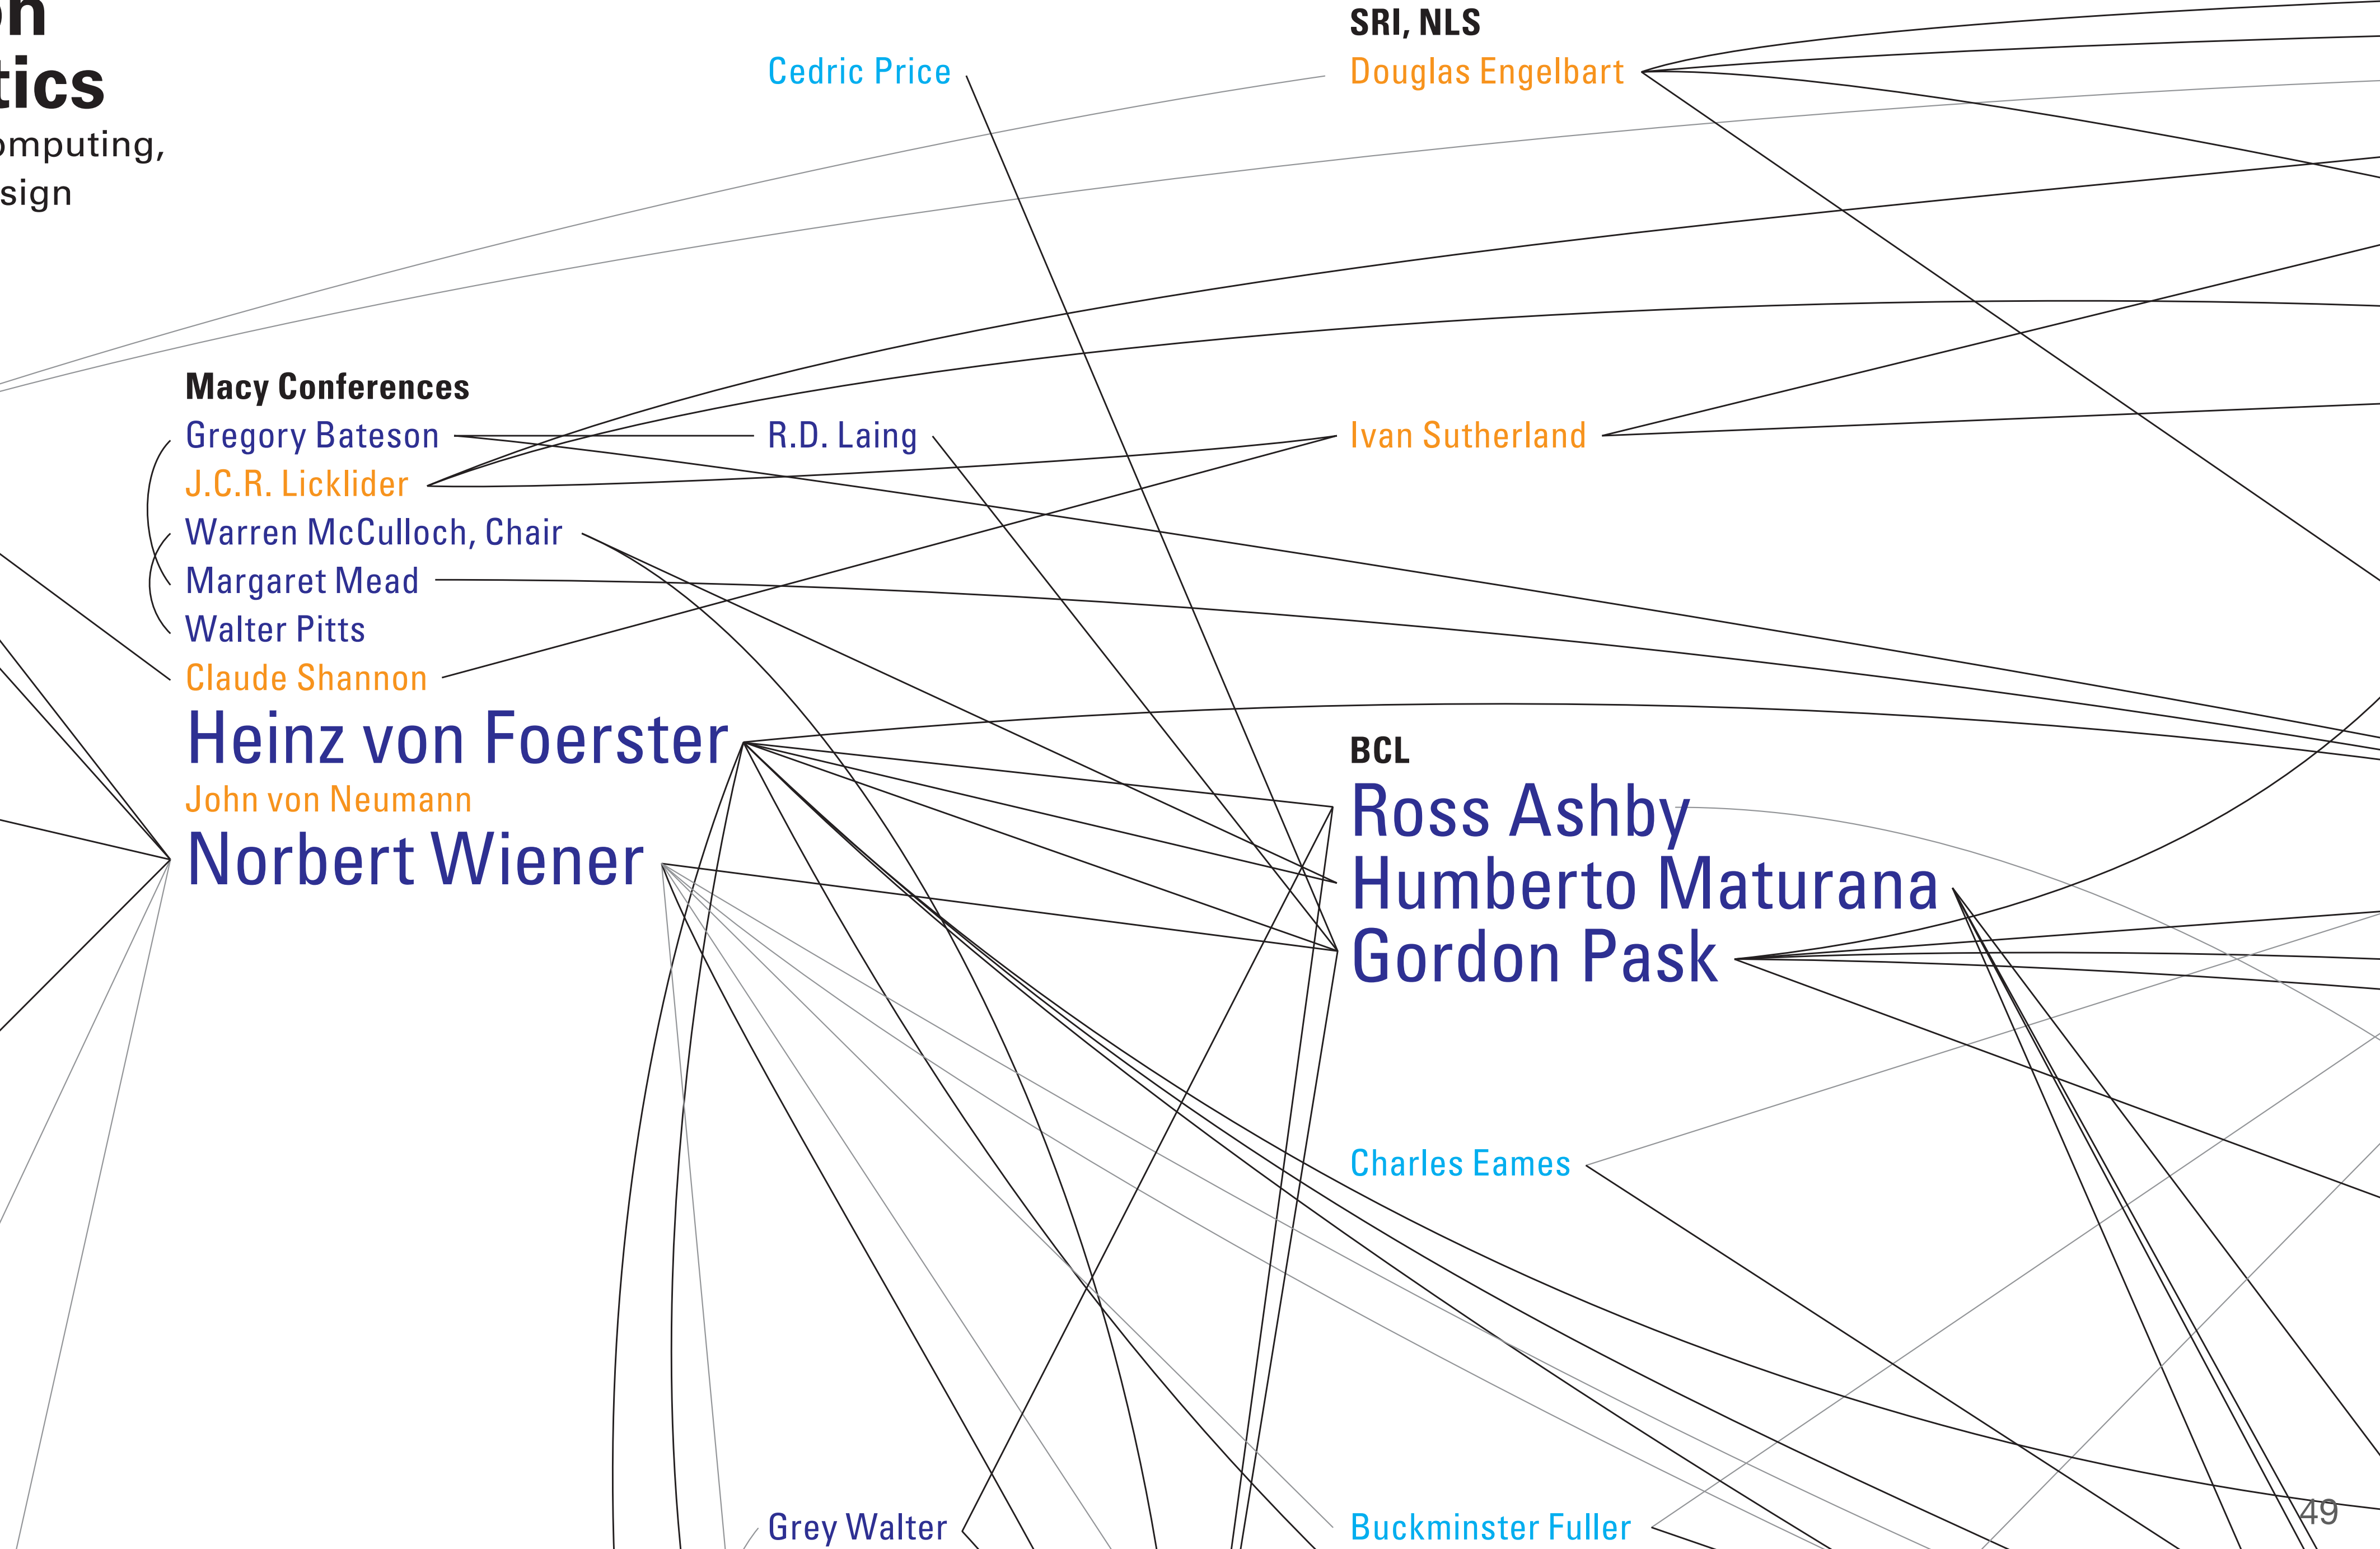 tics
omputing,
sign
SRI, NLS
Cedric Price
Douglas Engelbart
Macy Conferences
Gregory Bateson
R.D. Laing
Ivan Sutherland
J.C.R. Licklider
Warren McCulloch, Chair
Margaret Mead
Walter Pitts
Claude Shannon
Heinz von Foerster
John von Neumann
Norbert Wiener
BCL
Ross Ashby
Humberto Maturana
Gordon Pask
Charles Eames
Grey Walter
Buckminster Fuller
49